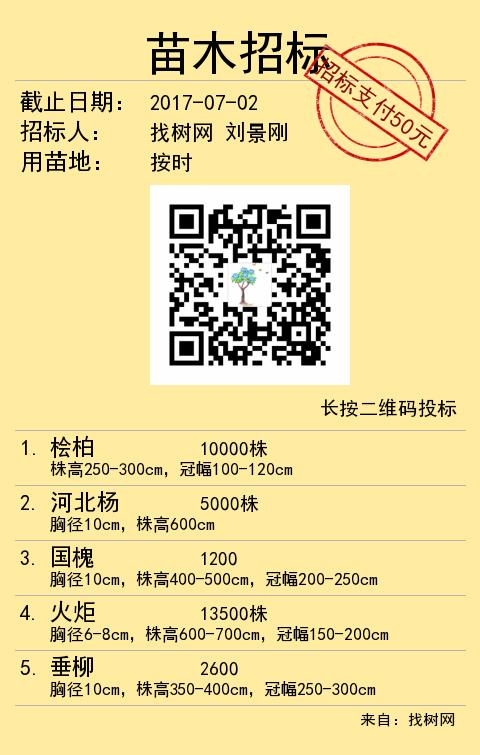 苗木招标
招标支付50元
截止日期： 2017-07-02
招标人： 找树网 刘景刚
用苗地： 按时
长按二维码投标
1. 桧柏 10000株
株高250-300cm，冠幅100-120cm
2. 河北杨 5000株
胸径10cm，株高600cm
3. 国槐 1200
胸径10cm，株高400-500cm，冠幅200-250cm
4. 火炬 13500株
胸径6-8cm，株高600-700cm，冠幅150-200cm
5. 垂柳 2600
胸径10cm，株高350-400cm，冠幅250-300cm
来自：找树网